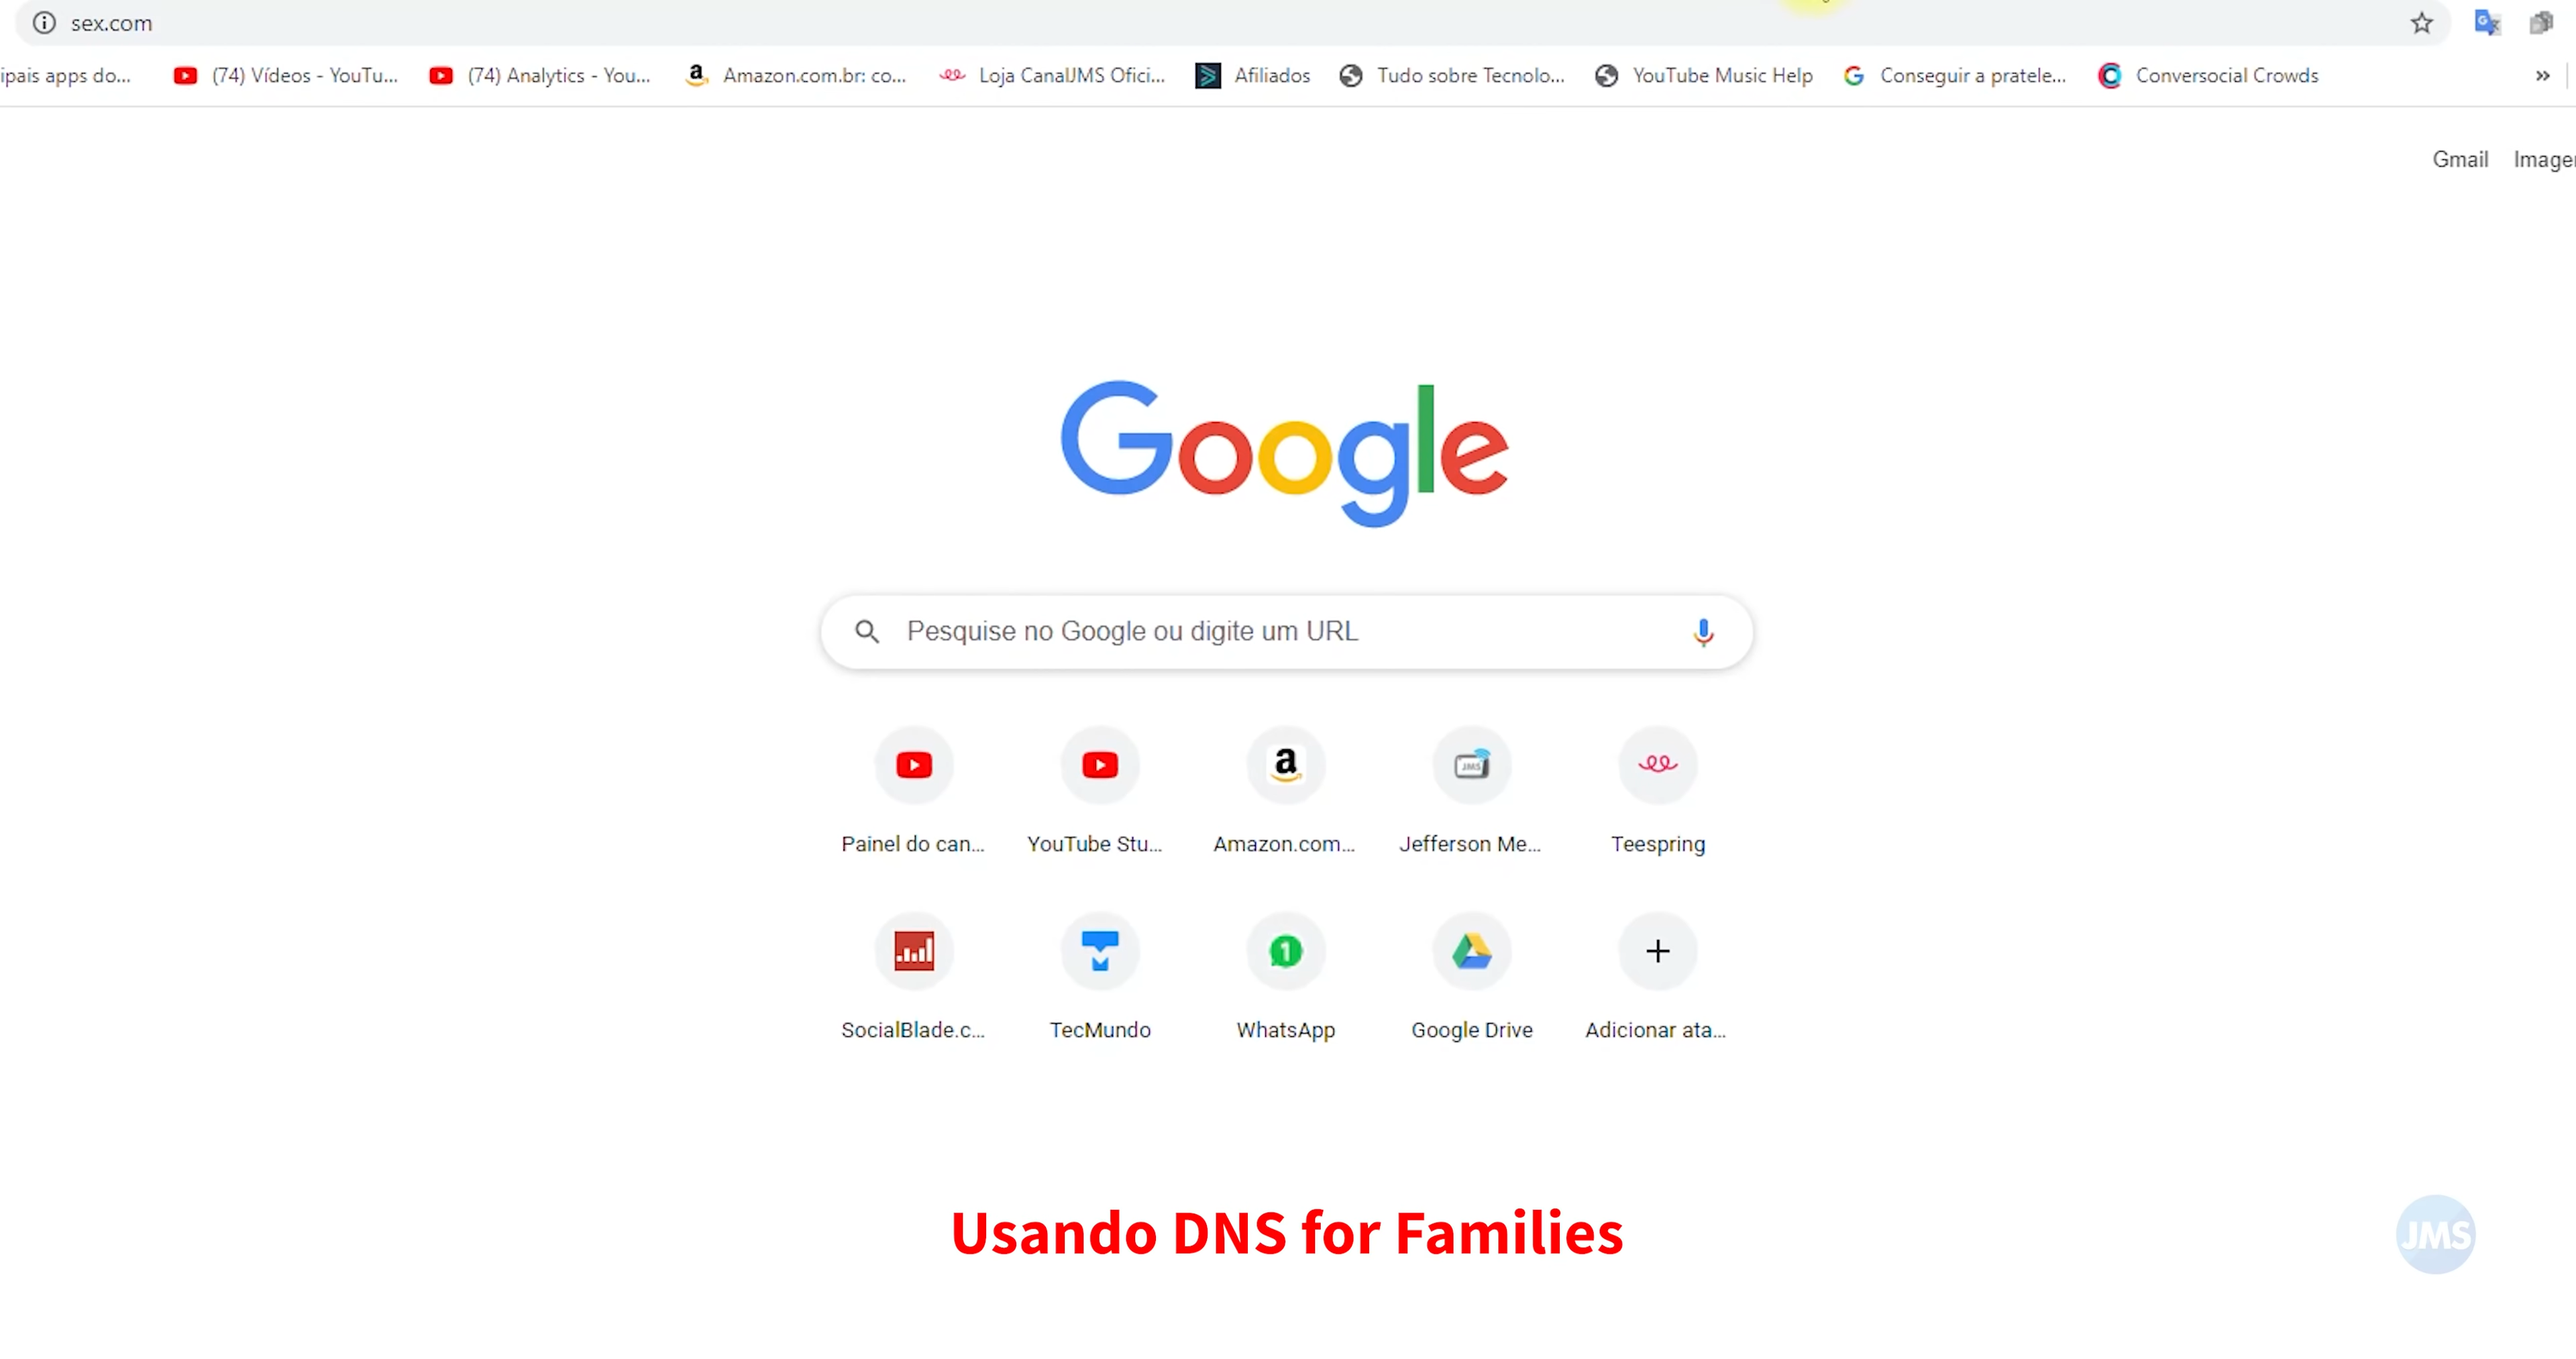 sex.com
ipais apps do...
(74) Vídeos - YouTu...
(74) Analytics - You...
Amazon.com.br: co...
Loja CanalJMS Ofici...
Afiliados
Tudo sobre Tecnolo...
YouTube Music Help
Conseguir a pratele...
Conversocial Crowds
»
Gmail
Image
Google
Pesquise no Google ou digite um URL
Painel do can...
YouTube Stu...
Amazon.com...
JMS
Jefferson Me...
Teespring
SocialBlade.c...
TecMundo
1
WhatsApp
Google Drive
Adicionar ata...
Usando DNS for Families
JMS